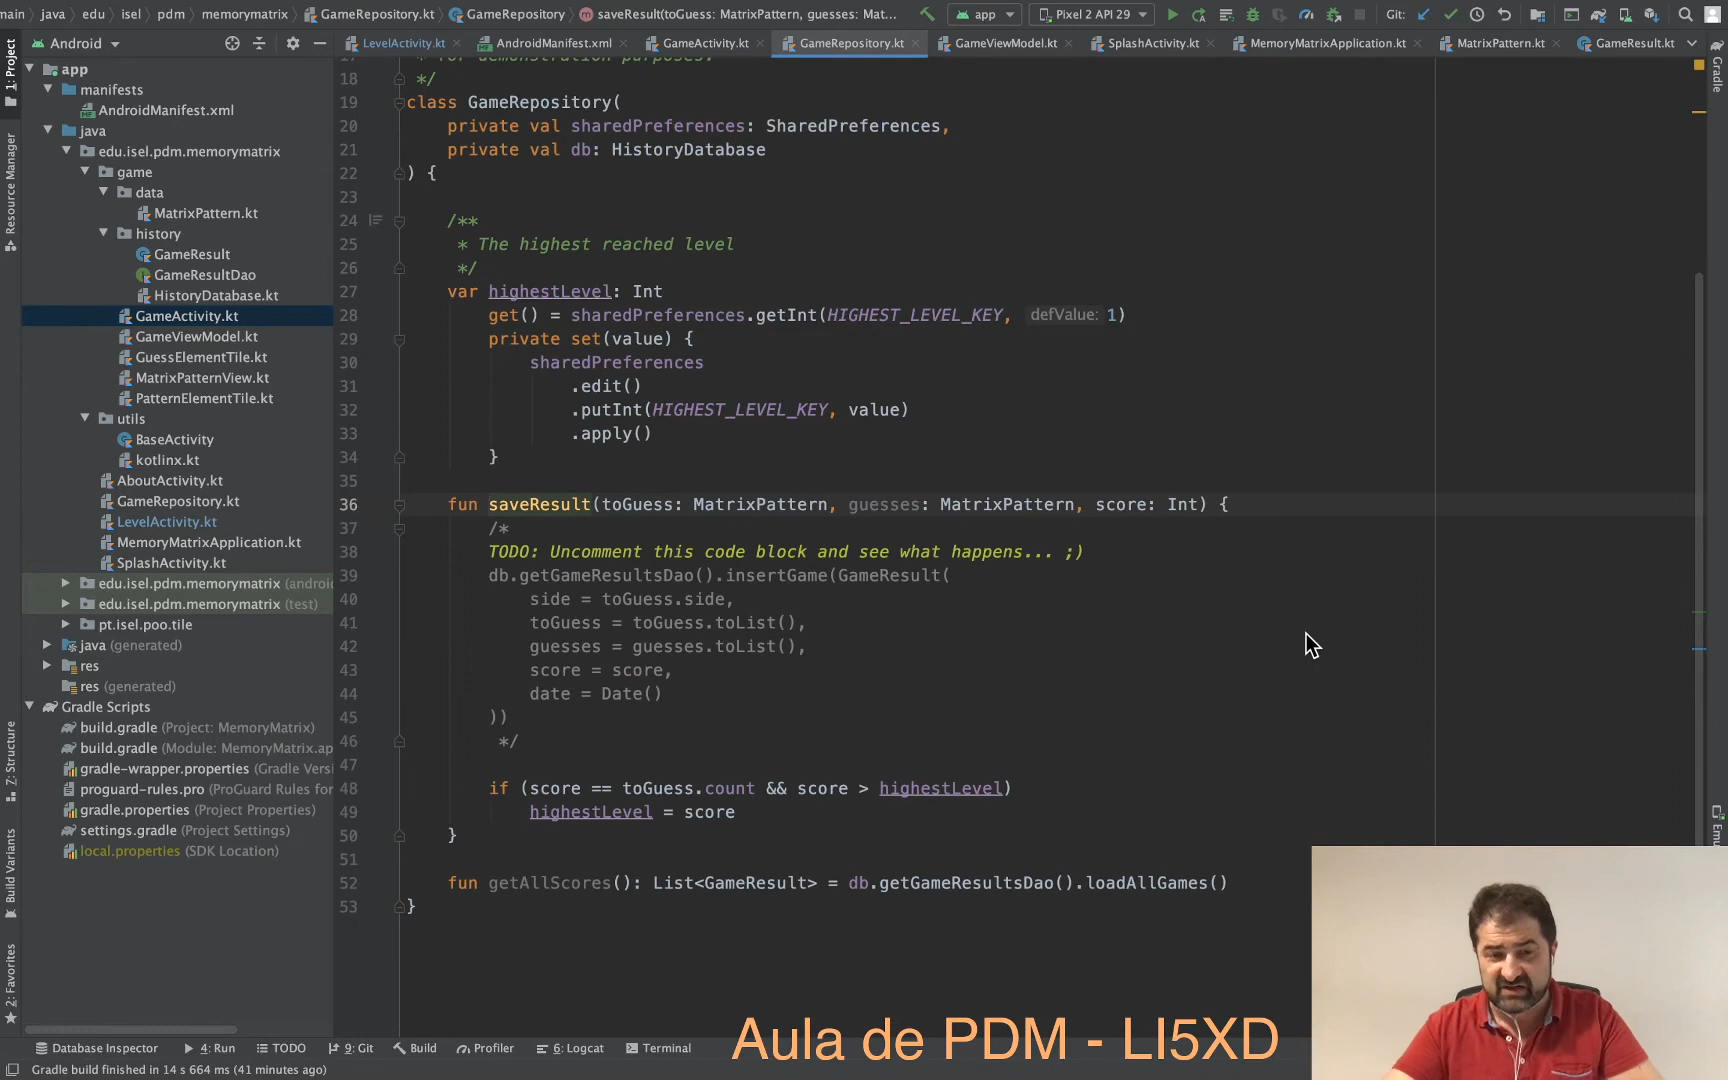 main
java
edu
isel
pdm
memorymatrix
GameRepository.kt
GameRepository
saveResult(toGuess: MatrixPattern, guesses: Mat...
app
Pixel 2 API 29
Git:
1: Project
Resource Manager
Z: Structure
Build Variants
2: Favorites
Android
LevelActivity.kt
AndroidManifest.xml
GameActivity.kt
GameRepository.kt
GameViewModel.kt
SplashActivity.kt
MemoryMatrixApplication.kt
MatrixPattern.kt
GameResult.kt
Gradle
app
manifests
AndroidManifest.xml
java
edu.isel.pdm.memorymatrix
game
data
MatrixPattern.kt
history
GameResult
GameResultDao
HistoryDatabase.kt
GameActivity.kt
GameViewModel.kt
GuessElementTile.kt
MatrixPatternView.kt
PatternElementTile.kt
utils
BaseActivity
kotlinx.kt
AboutActivity.kt
GameRepository.kt
LevelActivity.kt
MemoryMatrixApplication.kt
SplashActivity.kt
edu.isel.pdm.memorymatrix (androi
edu.isel.pdm.memorymatrix (test)
pt.isel.poo.tile
java (generated)
res
res (generated)
Gradle Scripts
build.gradle (Project: MemoryMatrix)
build.gradle (Module: MemoryMatrix.ap
gradle-wrapper.properties (Gradle Versi
proguard-rules.pro (ProGuard Rules for
gradle.properties (Project Properties)
settings.gradle (Project Settings)
local.properties (SDK Location)
* for demonstration purposes.
18 */
19 class GameRepository(
20 private val sharedPreferences: SharedPreferences,
21 private val db: HistoryDatabase
22 ) {
23
24 /**
25 * The highest reached level
26 */
27 var highestLevel: Int
28 get() = sharedPreferences.getInt(HIGHEST_LEVEL_KEY, defValue: 1)
29 private set(value) {
30 sharedPreferences
31 .edit()
32 .putInt(HIGHEST_LEVEL_KEY, value)
33 .apply()
34 }
35
36 fun saveResult(toGuess: MatrixPattern, guesses: MatrixPattern, score: Int) {
37 /*
38 TODO: Uncomment this code block and see what happens... ;)
39 db.getGameResultsDao().insertGame(GameResult(
40 side = toGuess.side,
41 toGuess = toGuess.toList(),
42 guesses = guesses.toList(),
43 score = score,
44 date = Date()
45 ))
46 */
47
48 if (score == toGuess.count && score > highestLevel)
49 highestLevel = score
50 }
51
52 fun getAllScores(): List<GameResult> = db.getGameResultsDao().loadAllGames()
53 }
Aula de PDM - LI5XD
Database Inspector
4: Run
TODO
9: Git
Build
Profiler
6: Logcat
Terminal
Gradle build finished in 14 s 664 ms (41 minutes ago)